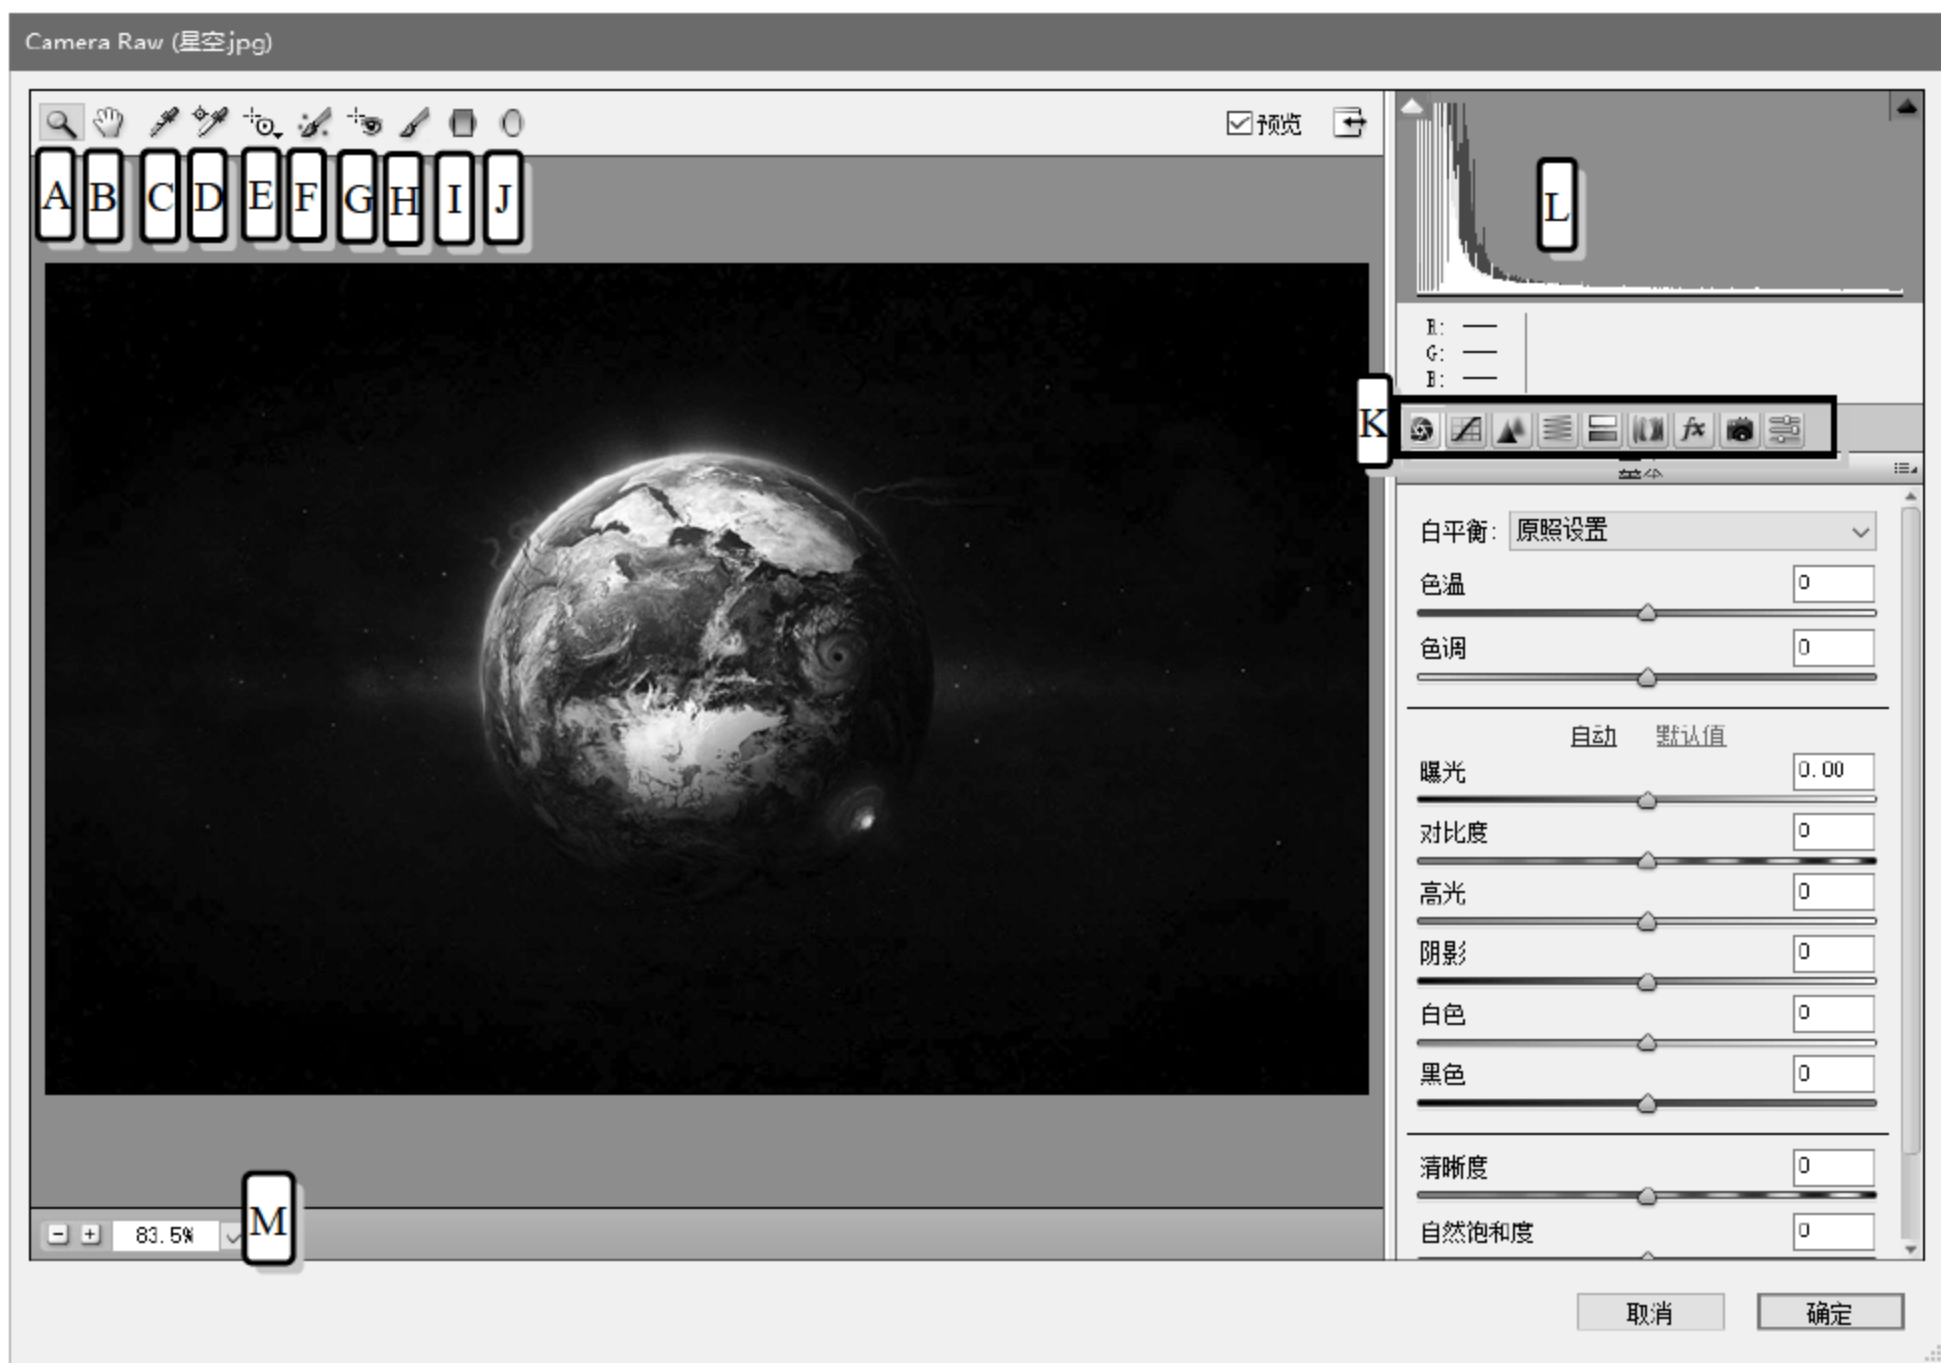 Camera Raw (星空.jpg)
预览
A B C D E F G H I J
L
R:
G:
B:
K
fx
白平衡: 原照设置
色温 0
色调 0
自动 默认值
曝光 0.00
对比度 0
高光 0
阴影 0
白色 0
黑色 0
清晰度 0
自然饱和度 0
83.5% M
取消 确定